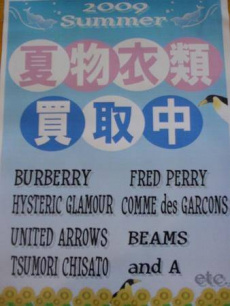 2009
Summer
夏物衣類
買取中
BURBERRY FRED PERRY
HYSTERIC GLAMOUR COMME des GARCONS
UNITED ARROWS BEAMS
TSUMORI CHISATO and A
etc.